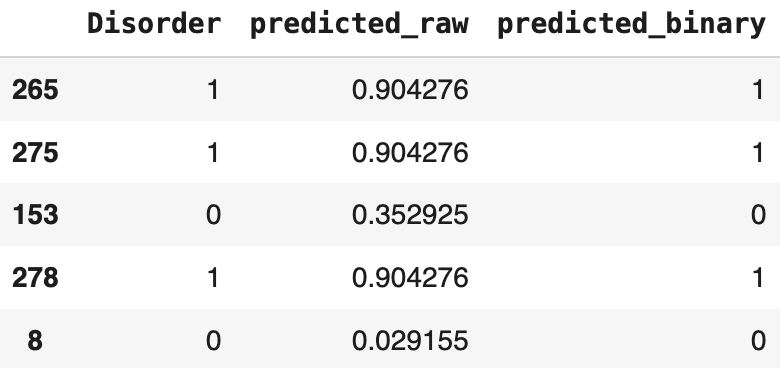 Disorder predicted_raw predicted_binary
265 1 0.904276 1
275 1 0.904276 1
153 0 0.352925 0
278 1 0.904276 1
8 0 0.029155 0